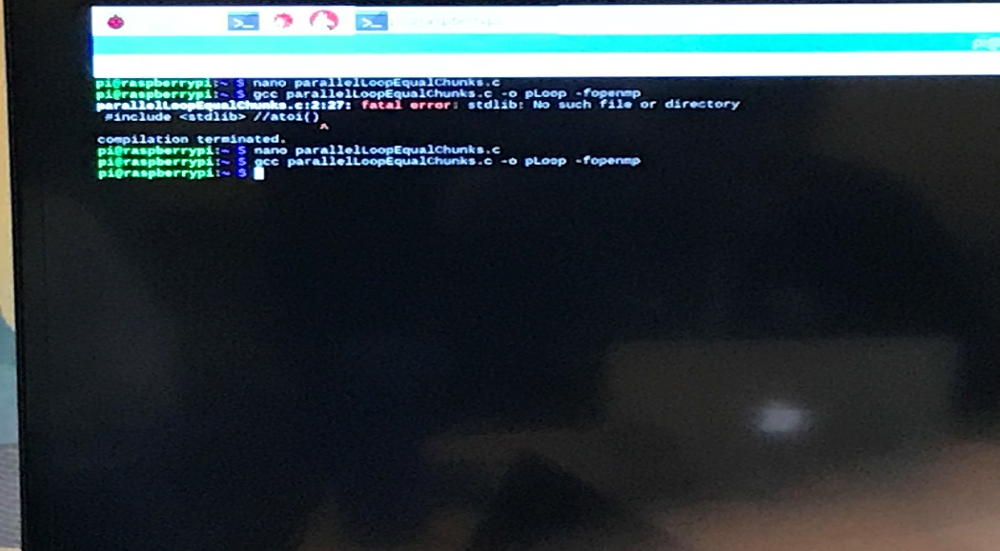 >_
>_
pi@
pi@raspberrypi:~ $ nano parallelLoopEqualChunks.c
pi@raspberrypi:~ $ gcc parallelLoopEqualChunks.c -o pLoop -fopenmp
parallelLoopEqualChunks.c:2:27: fatal error: stdlib: No such file or directory
#include <stdlib> //atoi()
^
compilation terminated.
pi@raspberrypi:~ $ nano parallelLoopEqualChunks.c
pi@raspberrypi:~ $ gcc parallelLoopEqualChunks.c -o pLoop -fopenmp
pi@raspberrypi:~ $